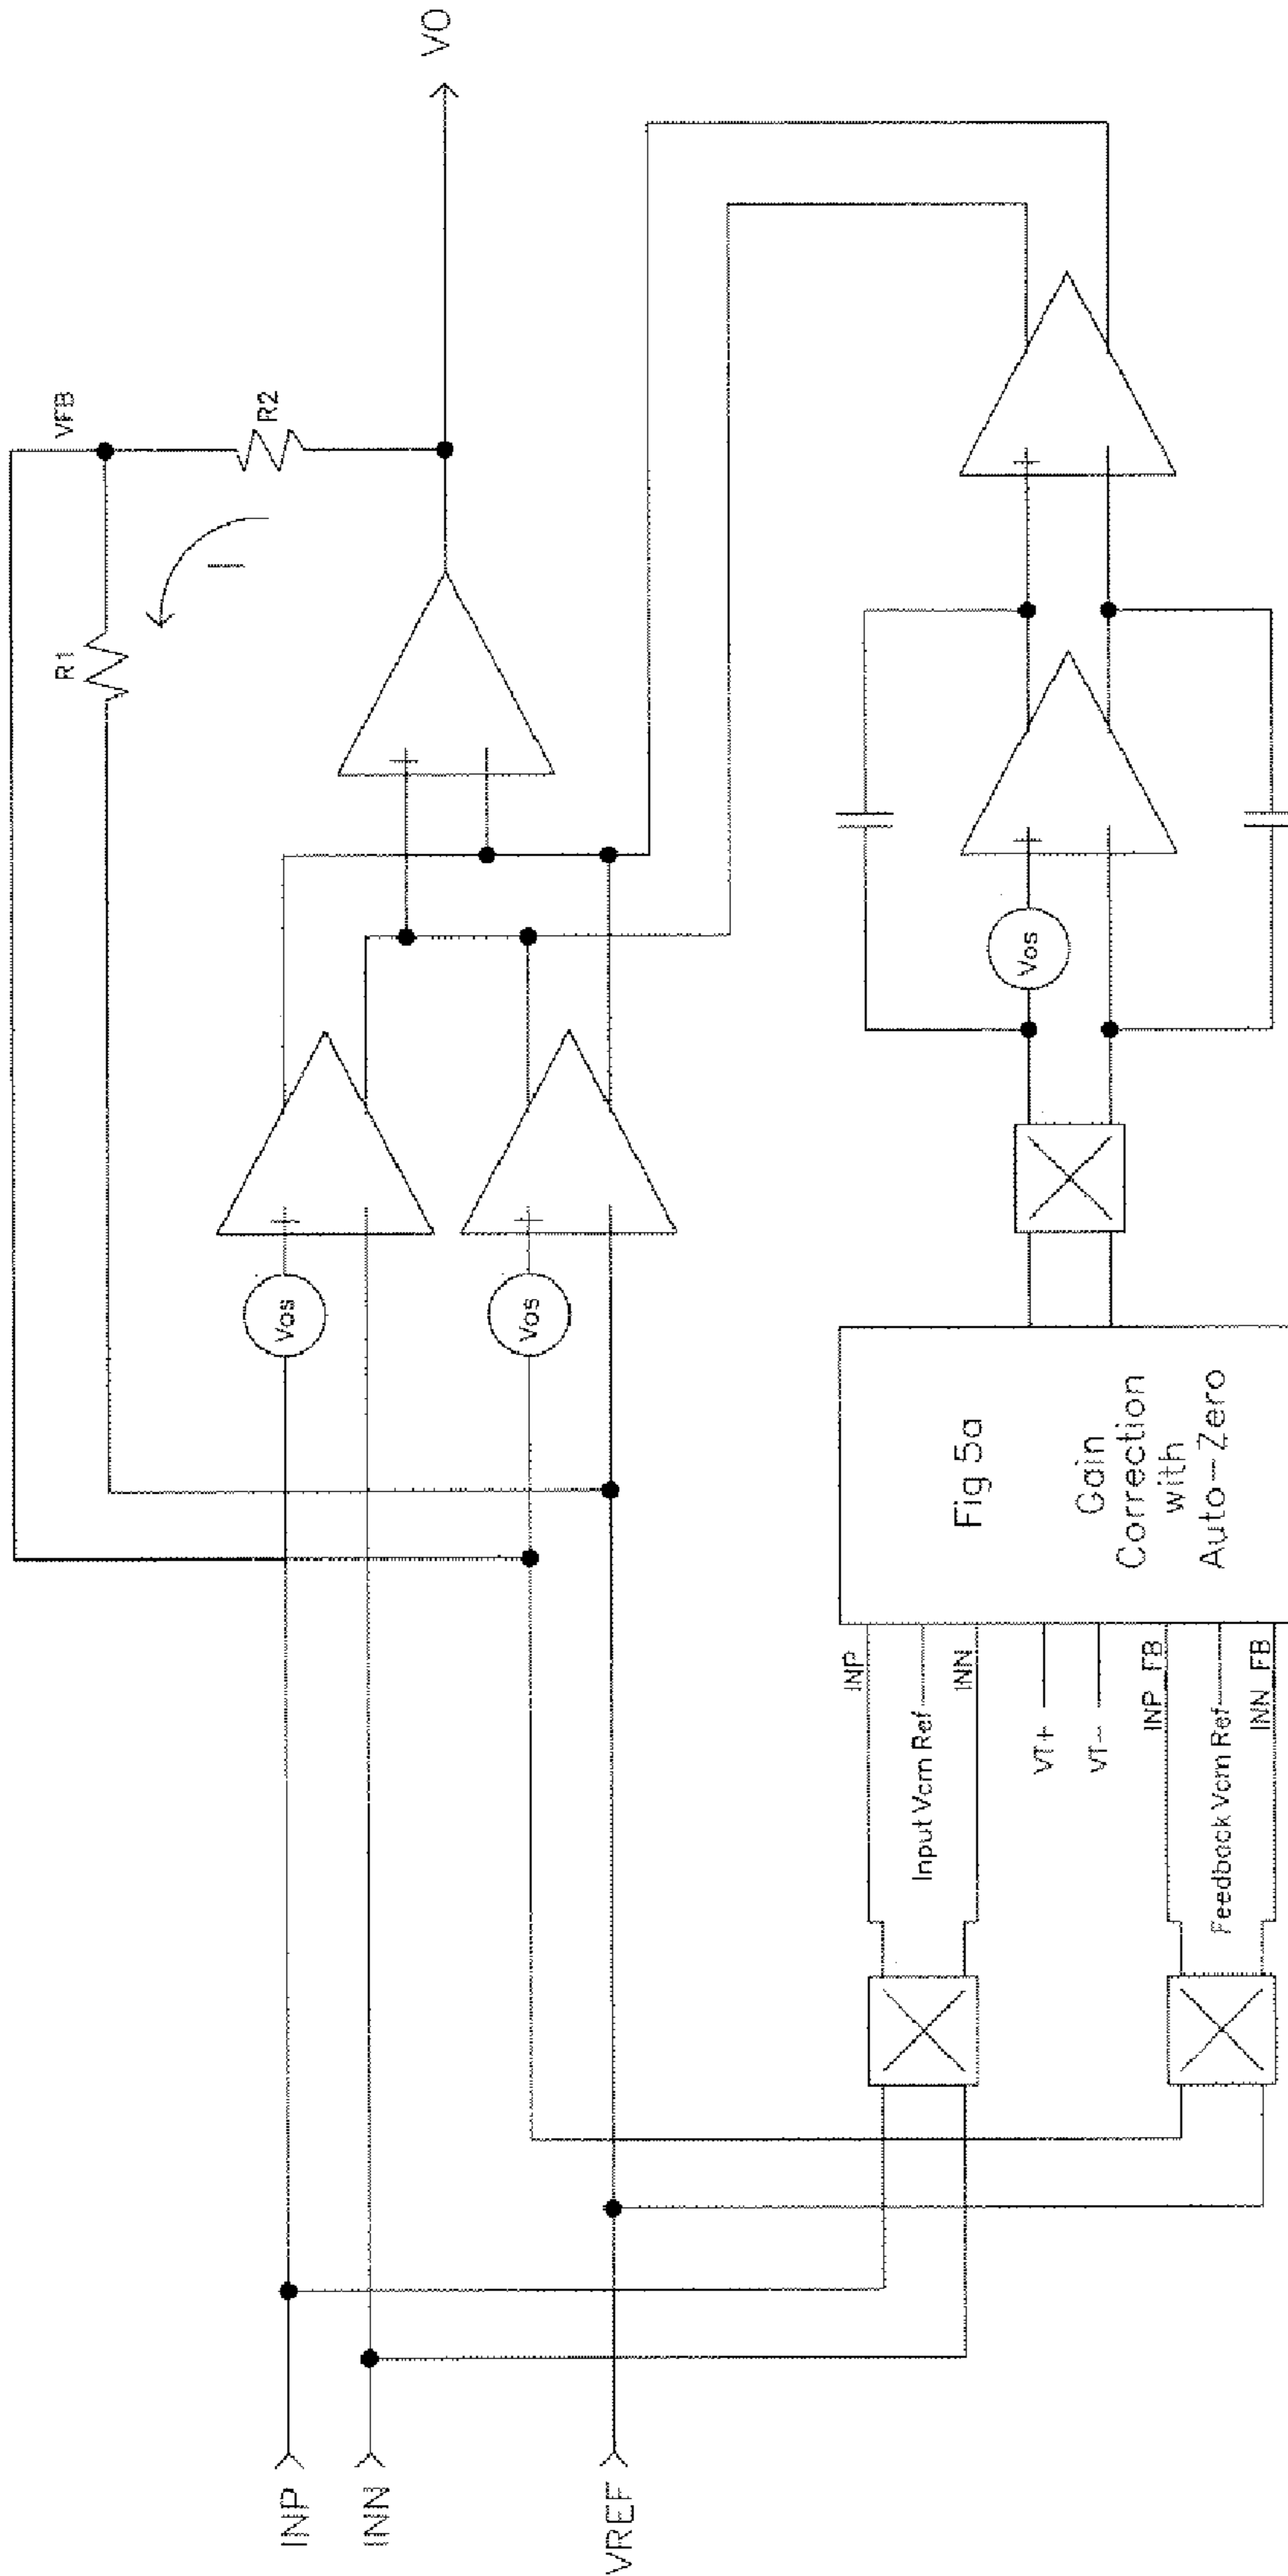 VFB
VO
R1
I
R2
INP
Vos
INN
Vos
VREF
INP
Input Vcm Ref
INN
VT+
VT-
INP_FB
Feedback Vcm Ref
INN_FB
Fig 5a
Gain
Correction
with
Auto-Zero
Vos